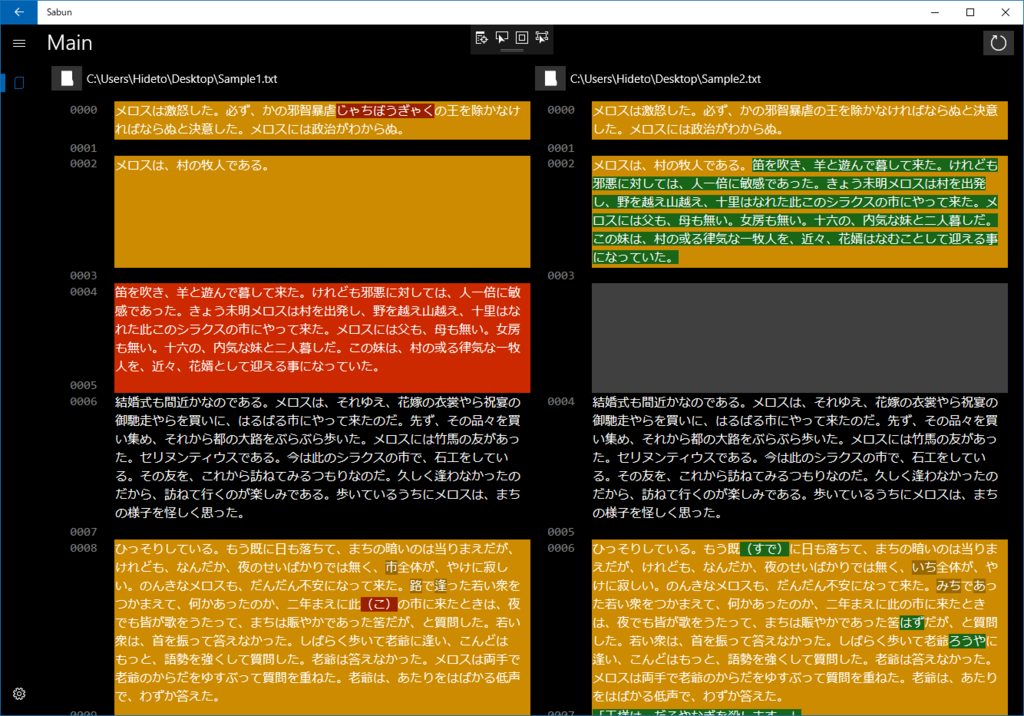 Sabun
Main
C:\Users\Hideto\Desktop\Sample1.txt
0000
メロスは激怒した。必ず、かの邪智暴虐じゃちぼうぎゃくの王を除かなけ
ればならぬと決意した。メロスには政治がわからぬ。
0001
0002
メロスは、村の牧人である。
0003
0004
笛を吹き、羊と遊んで暮して来た。けれども邪悪に対しては、人一倍に敏
感であった。きょう未明メロスは村を出発し、野を越え山越え、十里はな
れた此このシラクスの市にやって来た。メロスには父も、母も無い。女房
も無い。十六の、内気な妹と二人暮しだ。この妹は、村の或る律気な一牧
人を、近々、花婿として迎える事になっていた。
0005
0006
結婚式も間近かなのである。メロスは、それゆえ、花嫁の衣裳やら祝宴の
御馳走やらを買いに、はるばる市にやって来たのだ。先ず、その品々を買
い集め、それから都の大路をぶらぶら歩いた。メロスには竹馬の友があっ
た。セリヌンティウスである。今は此のシラクスの市で、石工をしてい
る。その友を、これから訪ねてみるつもりなのだ。久しく逢わなかったの
だから、訪ねて行くのが楽しみである。歩いているうちにメロスは、まち
の様子を怪しく思った。
0007
0008
ひっそりしている。もう既に日も落ちて、まちの暗いのは当りまえだが、
けれども、なんだか、夜のせいばかりでは無く、市全体が、やけに寂し
い。のんきなメロスも、だんだん不安になって来た。路で逢った若い衆を
つかまえて、何かあったのか、二年まえに此（こ）の市に来たときは、夜
でも皆が歌をうたって、まちは賑やかであった筈だが、と質問した。若い
衆は、首を振って答えなかった。しばらく歩いて老爺に逢い、こんどは
もっと、語勢を強くして質問した。老爺は答えなかった。メロスは両手で
老爺のからだをゆすぶって質問を重ねた。老爺は、あたりをはばかる低声
で、わずか答えた。
0009
C:\Users\Hideto\Desktop\Sample2.txt
0000
メロスは激怒した。必ず、かの邪智暴虐の王を除かなければならぬと決意
した。メロスには政治がわからぬ。
0001
0002
メロスは、村の牧人である。笛を吹き、羊と遊んで暮して来た。けれども
邪悪に対しては、人一倍に敏感であった。きょう未明メロスは村を出発
し、野を越え山越え、十里はなれた此このシラクスの市にやって来た。メ
ロスには父も、母も無い。女房も無い。十六の、内気な妹と二人暮しだ。
この妹は、村の或る律気な一牧人を、近々、花婿はなむことして迎える事
になっていた。
0003
0004
結婚式も間近かなのである。メロスは、それゆえ、花嫁の衣裳やら祝宴の
御馳走やらを買いに、はるばる市にやって来たのだ。先ず、その品々を買
い集め、それから都の大路をぶらぶら歩いた。メロスには竹馬の友があっ
た。セリヌンティウスである。今は此のシラクスの市で、石工をしてい
る。その友を、これから訪ねてみるつもりなのだ。久しく逢わなかったの
だから、訪ねて行くのが楽しみである。歩いているうちにメロスは、まち
の様子を怪しく思った。
0005
0006
ひっそりしている。もう既（すで）に日も落ちて、まちの暗いのは当りま
えだが、けれども、なんだか、夜のせいばかりでは無く、いち全体が、や
けに寂しい。のんきなメロスも、だんだん不安になって来た。みちであっ
た若い衆をつかまえて、何かあったのか、二年まえに此の市に来たとき
は、夜でも皆が歌をうたって、まちは賑やかであった筈はずだが、と質問
した。若い衆は、首を振って答えなかった。しばらく歩いて老爺ろうやに
逢い、こんどはもっと、語勢を強くして質問した。老爺は答えなかった。
メロスは両手で老爺のからだをゆすぶって質問を重ねた。老爺は、あたり
をはばかる低声で、わずか答えた。
0007